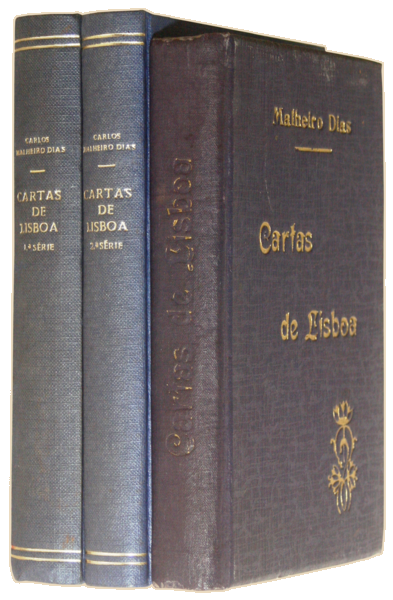 CARLOS
MALHEIRO DIAS
CARTAS
DE
LISBOA
1.ª SÉRIE
CARLOS
MALHEIRO DIAS
CARTAS
DE
LISBOA
2.ª SÉRIE
Cartas de Lisboa
Malheiro Dias
Cartas
de Lisboa